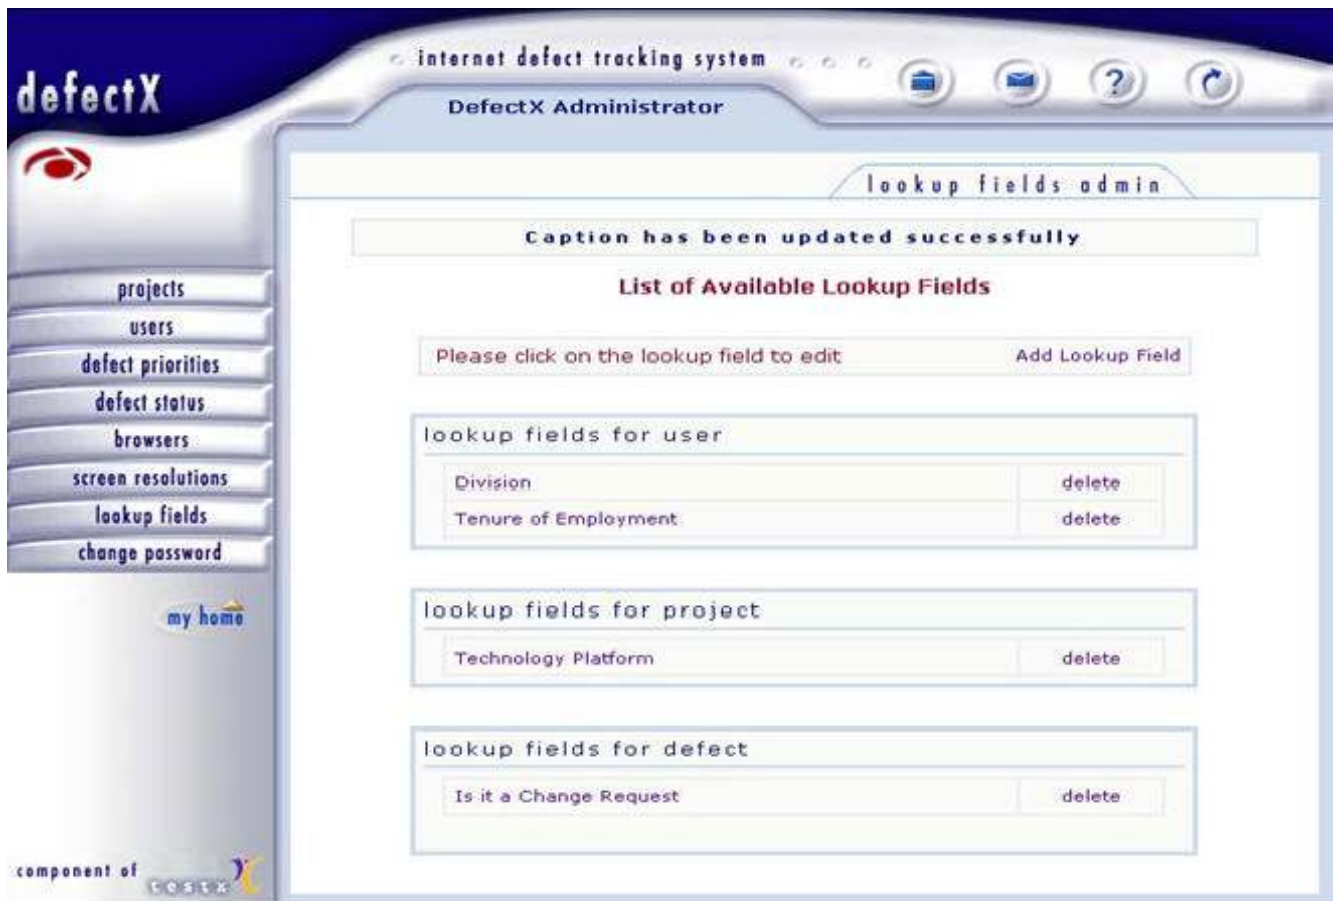 internet defect tracking system
defectX
DefectX Administrator
?
lookup fields admin
Caption has been updated successfully
List of Available Lookup Fields
projects
users
defect priorities
defect status
browsers
screen resolutions
lookup fields
change password
my home
Please click on the lookup field to edit Add Lookup Field
lookup fields for user
Division delete
Tenure of Employment delete
lookup fields for project
Technology Platform delete
lookup fields for defect
Is it a Change Request delete
component of testx